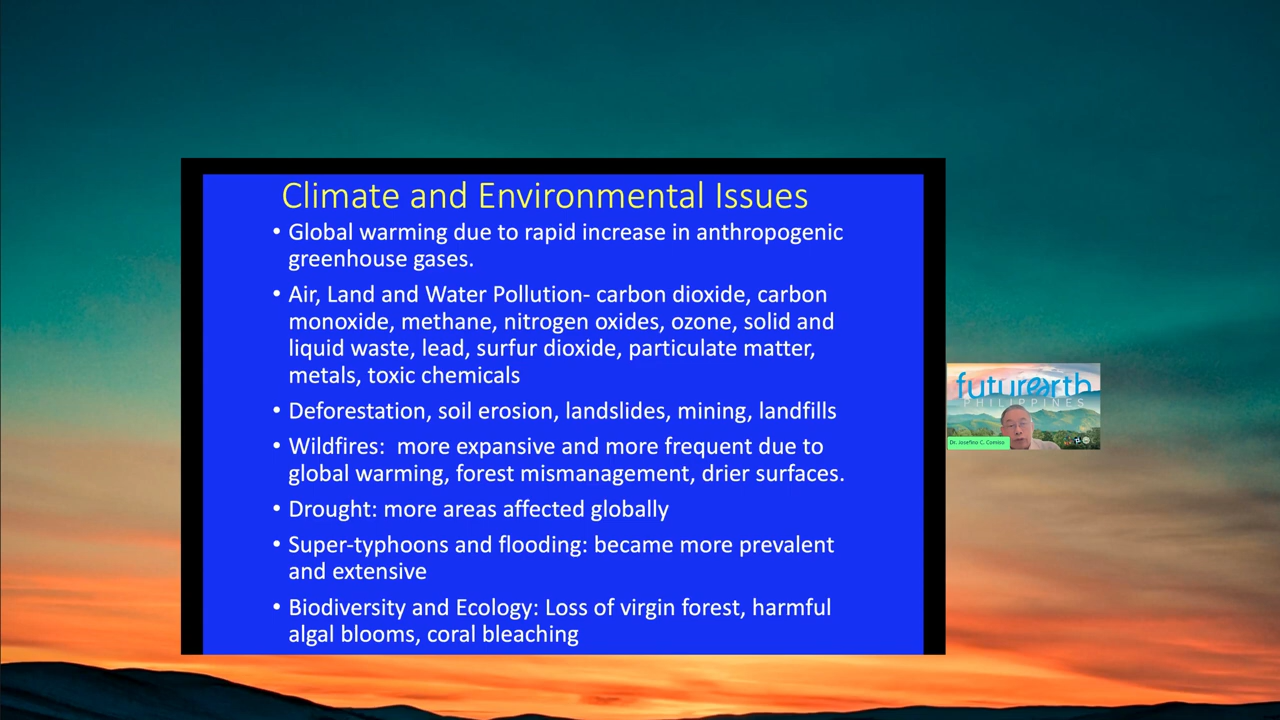 Climate and Environmental Issues
• Global warming due to rapid increase in anthropogenic
greenhouse gases.
• Air, Land and Water Pollution- carbon dioxide, carbon
monoxide, methane, nitrogen oxides, ozone, solid and
liquid waste, lead, surfur dioxide, particulate matter,
metals, toxic chemicals
• Deforestation, soil erosion, landslides, mining, landfills
• Wildfires:  more expansive and more frequent due to
global warming, forest mismanagement, drier surfaces.
• Drought: more areas affected globally
• Super-typhoons and flooding: became more prevalent
and extensive
• Biodiversity and Ecology: Loss of virgin forest, harmful
algal blooms, coral bleaching
futurearth
PHILIPPINES
Dr. Josefino C. Comiso